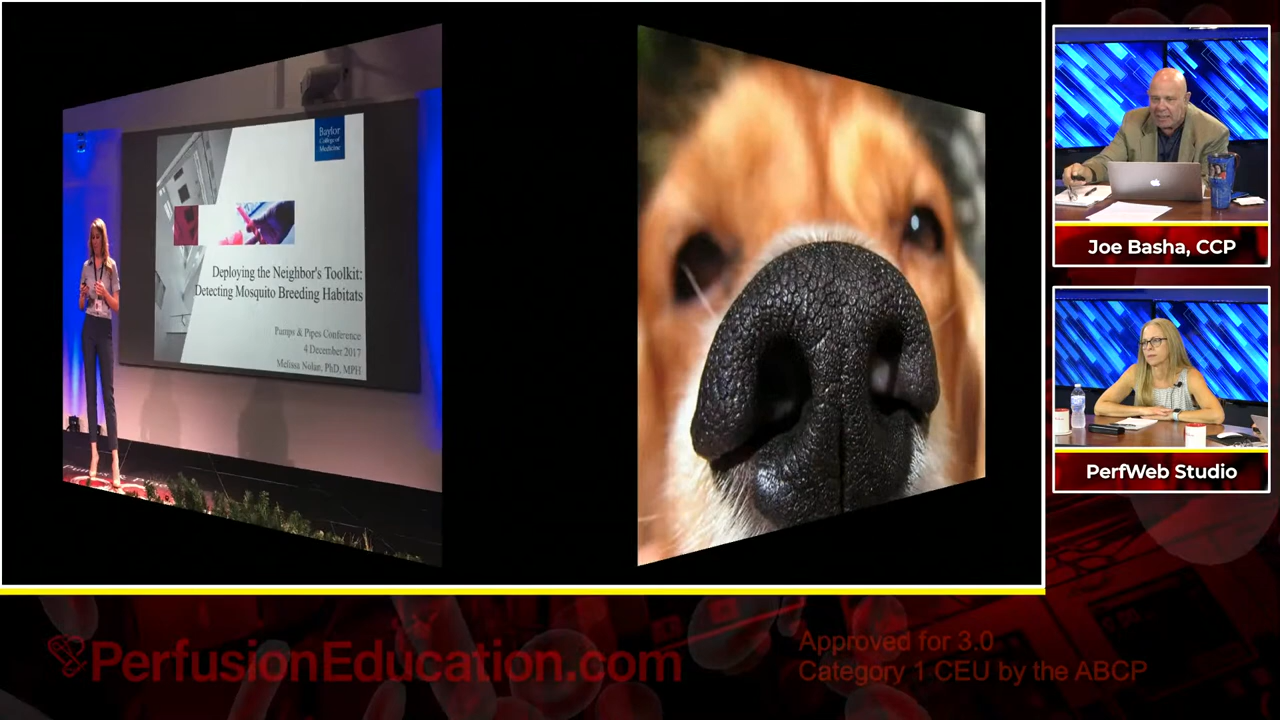 Baylor
College of
Medicine
Deploying the Neighbor's Toolkit:
Detecting Mosquito Breeding Habitats
Pumps & Pipes Conference
4 December 2017
Melissa Nolan, PhD, MPH
Joe Basha, CCP
PerfWeb Studio
PerfusionEducation.com
Approved for 3.0
Category 1 CEU by the ABCP